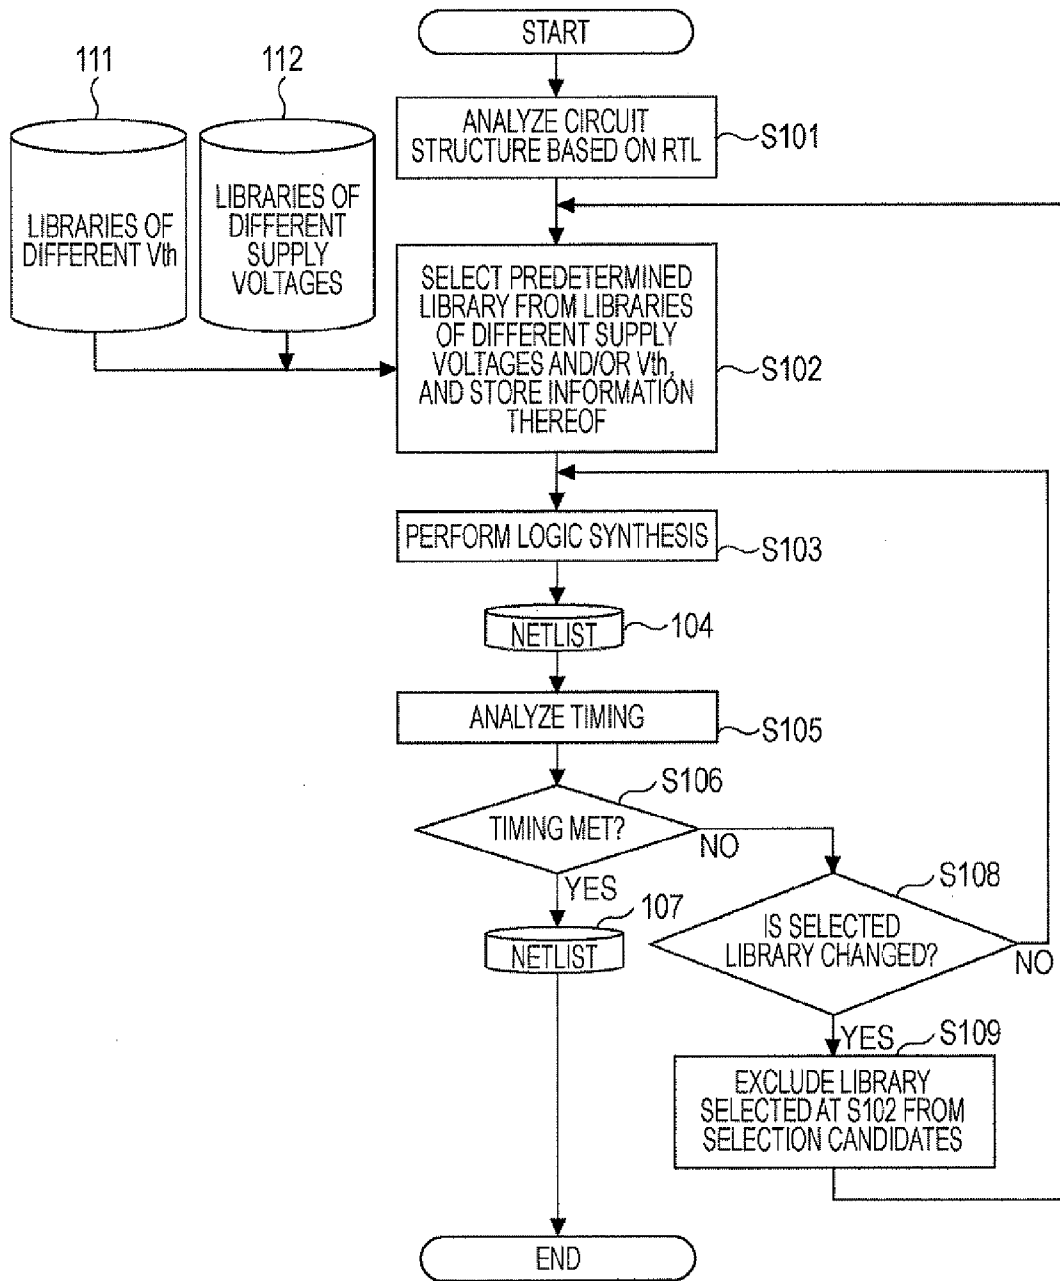 START
111
112
ANALYZE CIRCUIT
STRUCTURE BASED ON RTL
S101
LIBRARIES OF
DIFFERENT Vth
LIBRARIES OF
DIFFERENT
SUPPLY
VOLTAGES
SELECT PREDETERMINED
LIBRARY FROM LIBRARIES
OF DIFFERENT SUPPLY
VOLTAGES AND/OR Vth,
AND STORE INFORMATION
THEREOF
S102
PERFORM LOGIC SYNTHESIS
S103
NETLIST
104
ANALYZE TIMING
S105
S106
TIMING MET?
NO
YES
S108
IS SELECTED
LIBRARY CHANGED?
NO
107
NETLIST
YES
S109
EXCLUDE LIBRARY
SELECTED AT S102 FROM
SELECTION CANDIDATES
END